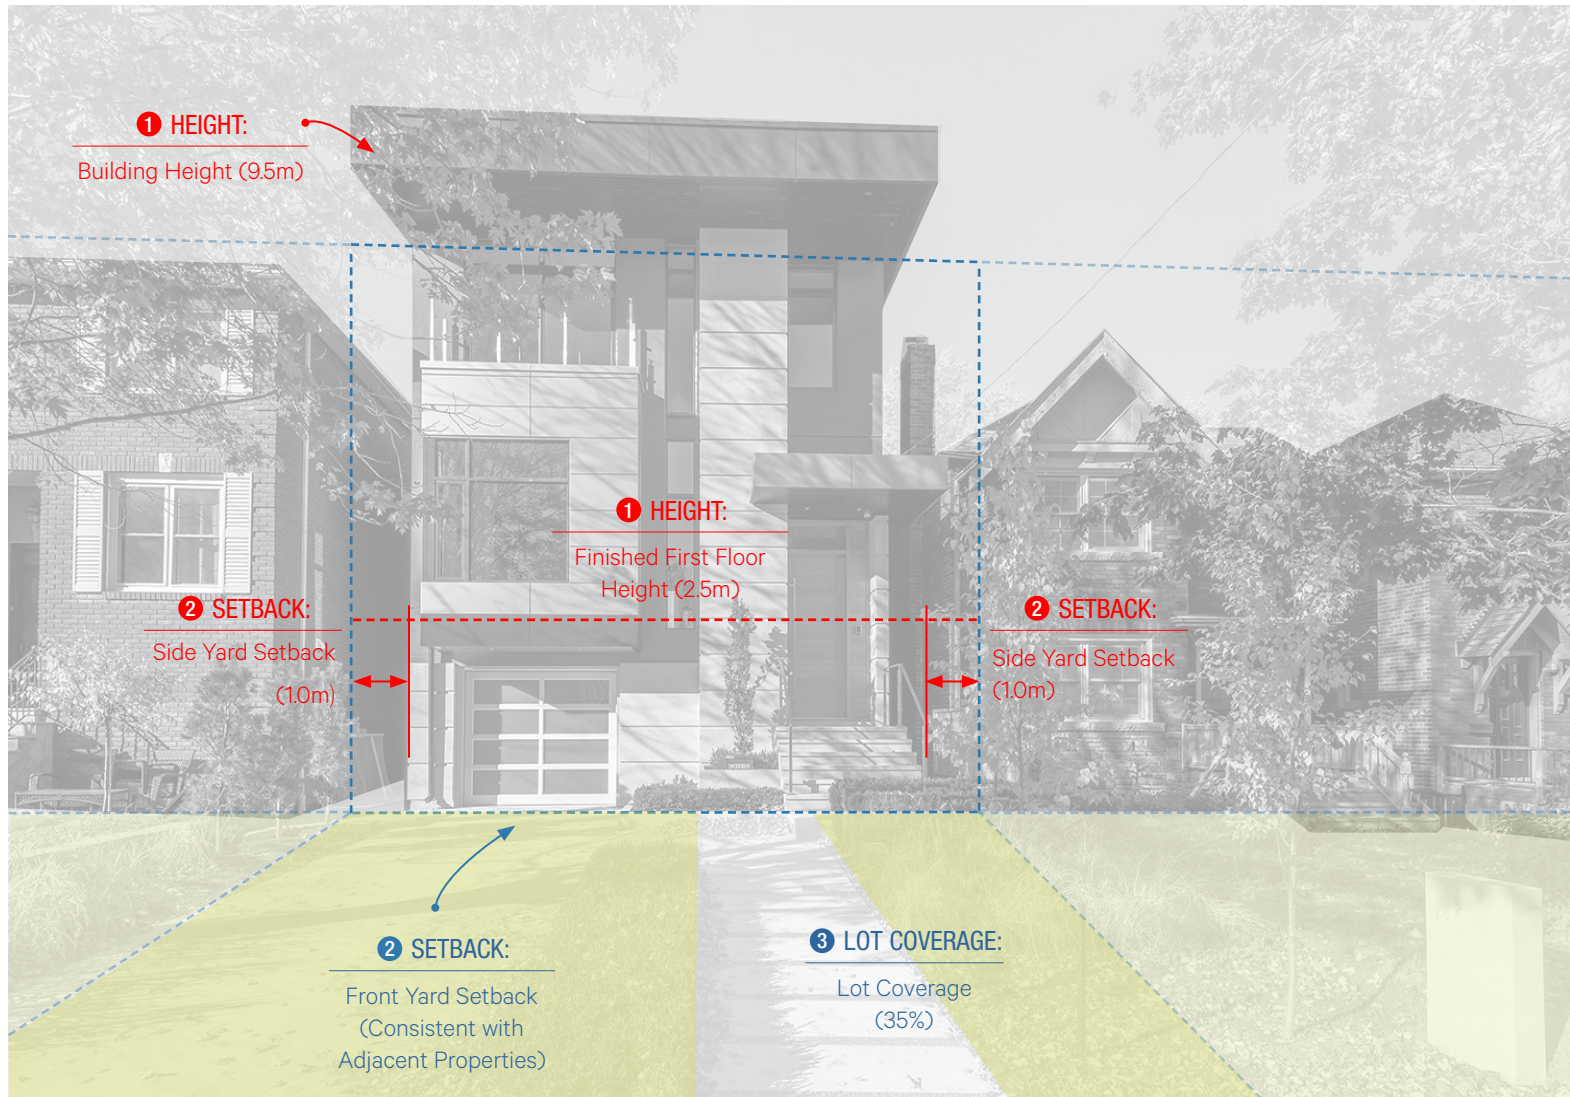 1 HEIGHT:
Building Height (9.5m)
1 HEIGHT:
Finished First Floor
Height (2.5m)
2 SETBACK:
Side Yard Setback
(1.0m)
2 SETBACK:
Side Yard Setback
(1.0m)
2 SETBACK:
Front Yard Setback
(Consistent with
Adjacent Properties)
3 LOT COVERAGE:
Lot Coverage
(35%)